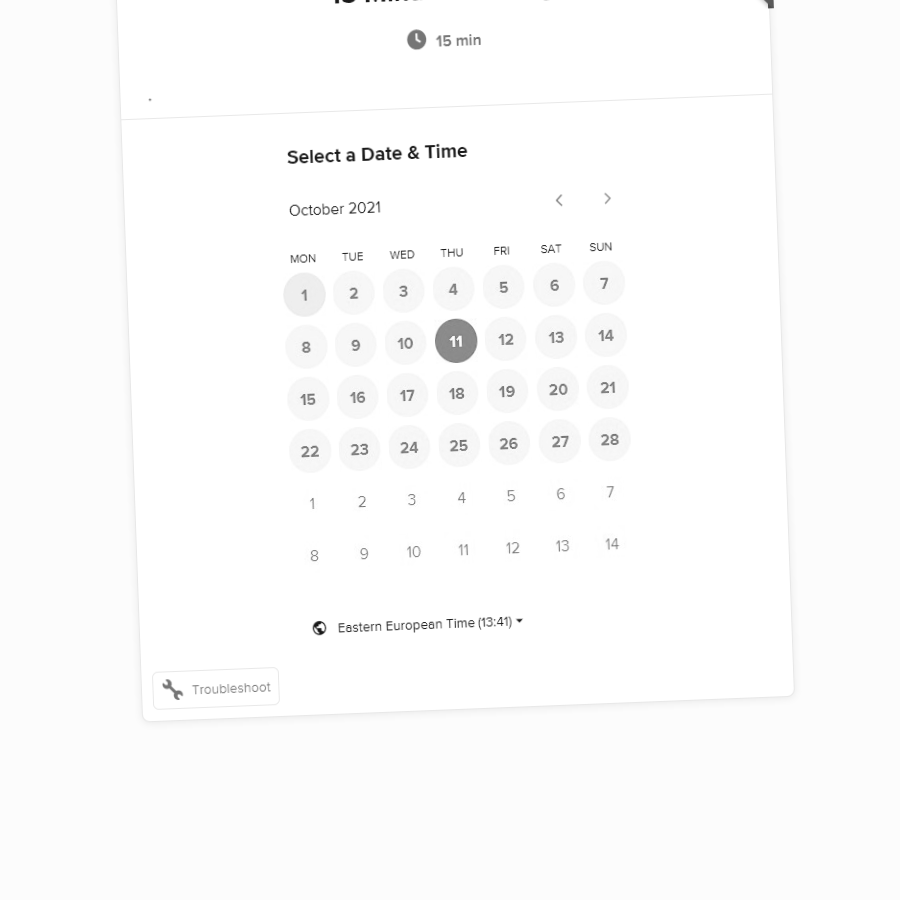 15 min
Select a Date & Time
October 2021
MON TUE WED THU FRI SAT SUN
1 2 3 4 5 6 7
8 9 10 11 12 13 14
15 16 17 18 19 20 21
22 23 24 25 26 27 28
1 2 3 4 5 6 7
8 9 10 11 12 13 14
Eastern European Time (13:41)
Troubleshoot